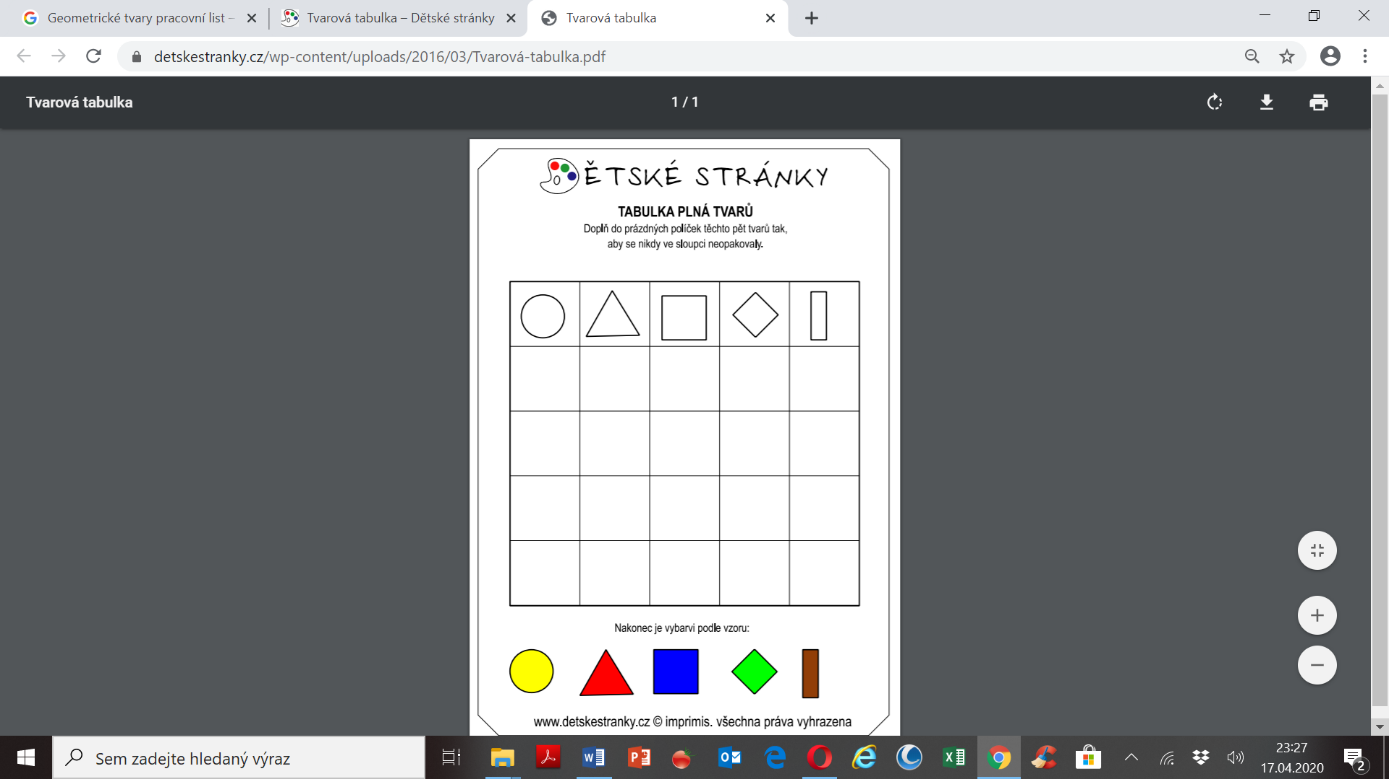 Geometrické tvary pracovní list –
Tvarová tabulka – Dětské stránky
Tvarová tabulka
detskestranky.cz/wp-content/uploads/2016/03/Tvarová-tabulka.pdf
Tvarová tabulka
1 / 1
ĚTSKÉ STRÁNKY
TABULKA PLNÁ TVARŮ
Doplň do prázdných políček těchto pět tvarů tak,
aby se nikdy ve sloupci neopakovaly.
Nakonec je vybarvi podle vzoru:
www.detskestranky.cz © imprimis. všechna práva vyhrazena
Sem zadejte hledaný výraz
23:27
17.04.2020
2